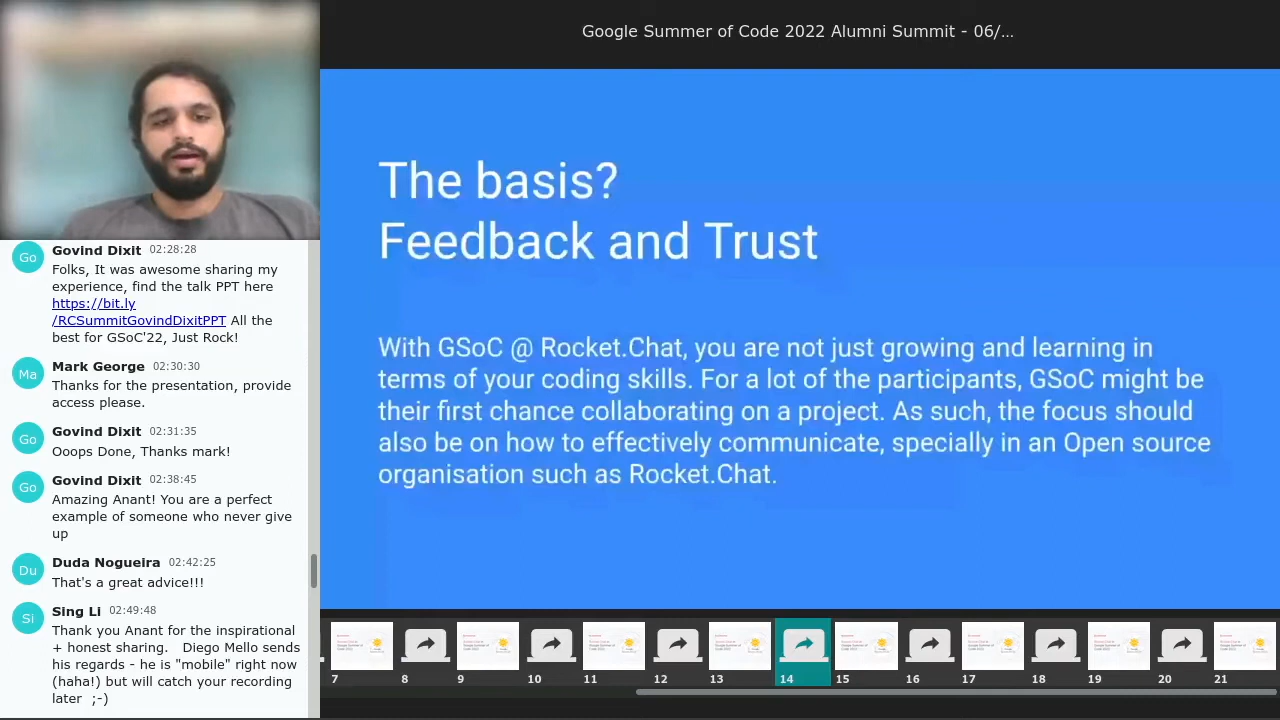 Google Summer of Code 2022 Alumni Summit - 06/...
The basis?
Feedback and Trust
With GSoC @ Rocket.Chat, you are not just growing and learning in
terms of your coding skills. For a lot of the participants, GSoC might be
their first chance collaborating on a project. As such, the focus should
also be on how to effectively communicate, specially in an Open source
organisation such as Rocket.Chat.
Go
Govind Dixit 02:28:28
Folks, It was awesome sharing my
experience, find the talk PPT here
https://bit.ly
/RCSummitGovindDixitPPT All the
best for GSoC'22, Just Rock!
Ma
Mark George 02:30:30
Thanks for the presentation, provide
access please.
Go
Govind Dixit 02:31:35
Ooops Done, Thanks mark!
Go
Govind Dixit 02:38:45
Amazing Anant! You are a perfect
example of someone who never give
up
Du
Duda Nogueira 02:42:25
That's a great advice!!!
Si
Sing Li 02:49:48
Thank you Anant for the inspirational
+ honest sharing. Diego Mello sends
his regards - he is "mobile" right now
(haha!) but will catch your recording
later ;-)
7 8 9 10 11 12 13 14 15 16 17 18 19 20 21